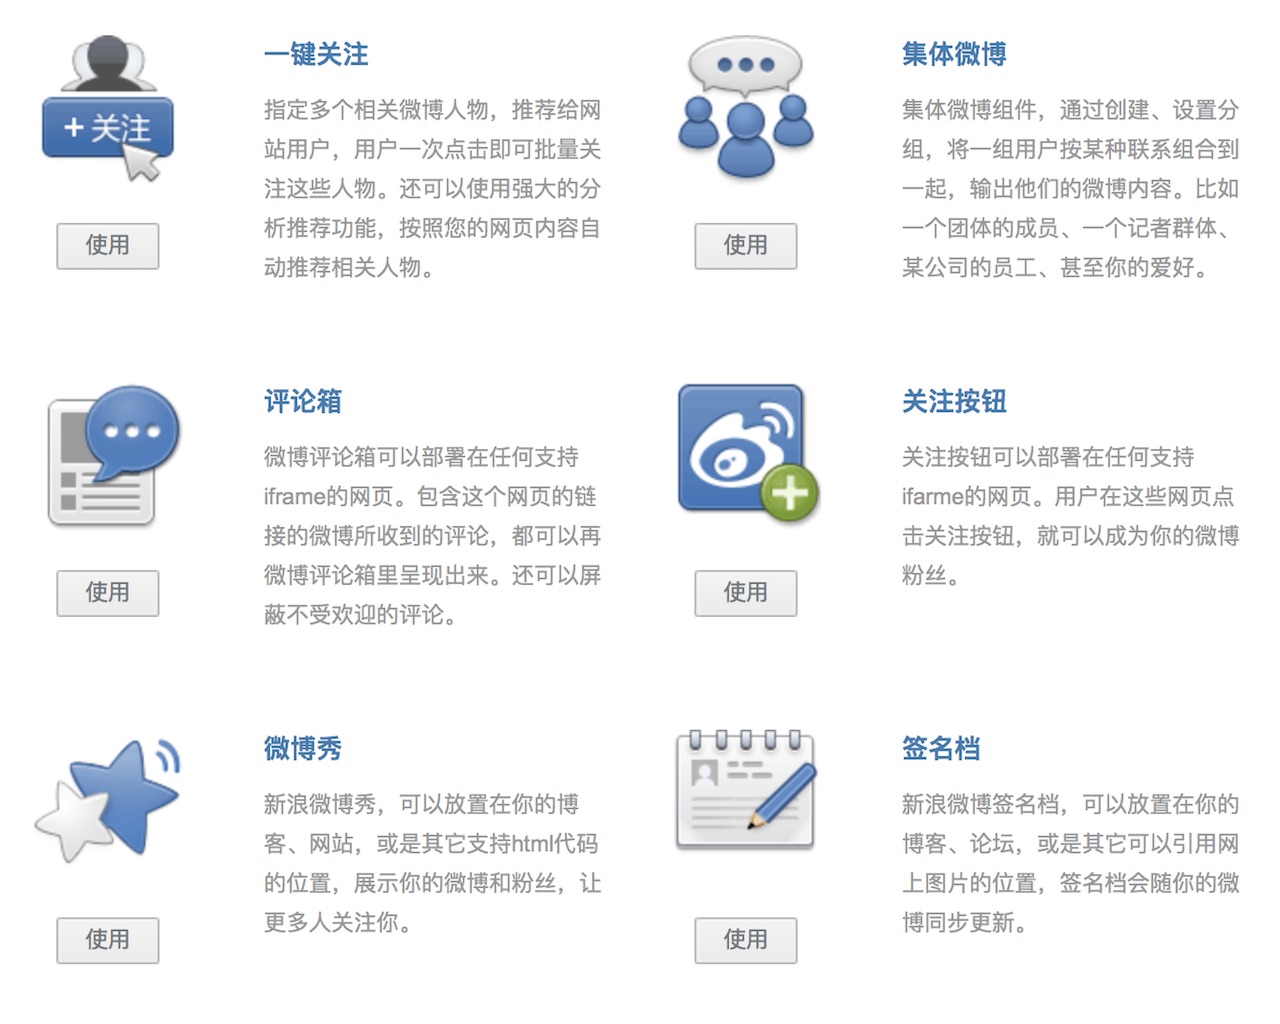 一键关注
指定多个相关微博人物，推荐给网
站用户，用户一次点击即可批量关
注这些人物。还可以使用强大的分
析推荐功能，按照您的网页内容自
动推荐相关人物。
+ 关注
使用
集体微博
集体微博组件，通过创建、设置分
组，将一组用户按某种联系组合到
一起，输出他们的微博内容。比如
一个团体的成员、一个记者群体、
某公司的员工、甚至你的爱好。
使用
评论箱
微博评论箱可以部署在任何支持
iframe的网页。包含这个网页的链
接的微博所收到的评论，都可以再
微博评论箱里呈现出来。还可以屏
蔽不受欢迎的评论。
使用
关注按钮
关注按钮可以部署在任何支持
ifarme的网页。用户在这些网页点
击关注按钮，就可以成为你的微博
粉丝。
使用
微博秀
新浪微博秀，可以放置在你的博
客、网站，或是其它支持html代码
的位置，展示你的微博和粉丝，让
更多人关注你。
使用
签名档
新浪微博签名档，可以放置在你的
博客、论坛，或是其它可以引用网
上图片的位置，签名档会随你的微
博同步更新。
使用